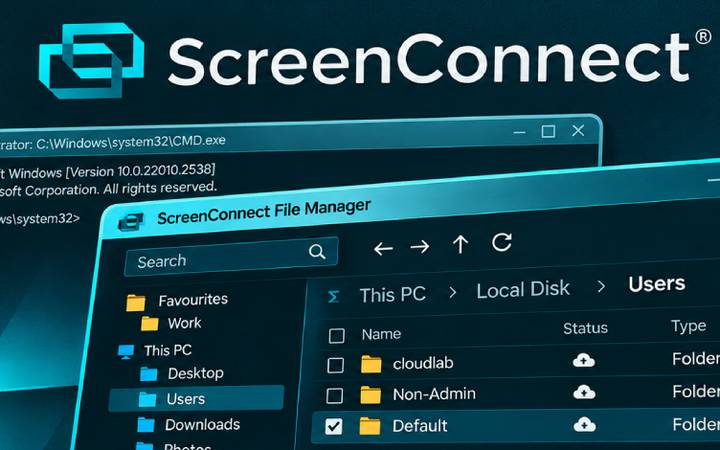 ScreenConnect®
rator: C:\Windows\system32\CMD.exe
t Windows [Version 10.0.22010.2538]
soft Corporation. All rights reserved.
ws\system32>
ScreenConnect File Manager
Search
This PC > Local Disk > Users
Favourites
Work
This PC
Desktop
Users
Downloads
Photos
Name Status Type
cloudlab Folder
Non-Admin Folder
Default Folder